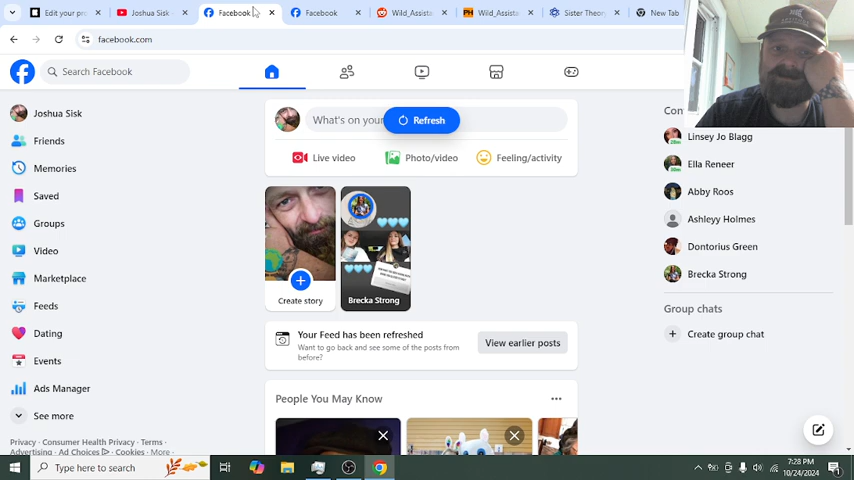 Edit your pr
Joshua Sisk
Facebook
Facebook
Wild_Assist
Wild_Assist
Sister Theor
New Tab
facebook.com
Search Facebook
What's on your
Refresh
Live video
Photo/video
Feeling/activity
Joshua Sisk
Friends
Memories
Saved
Groups
Video
Marketplace
Feeds
Dating
Events
Ads Manager
See more
Privacy · Consumer Health Privacy · Terms ·
Advertising · Ad Choices · Cookies · More ·
Create story
Brecka Strong
Your Feed has been refreshed
Want to go back and see some of the posts from
before?
View earlier posts
People You May Know
Con
Linsey Jo Blagg
Ella Reneer
Abby Roos
Ashleyy Holmes
Dontorius Green
Brecka Strong
Group chats
Create group chat
Type here to search
7:28 PM
10/24/2024